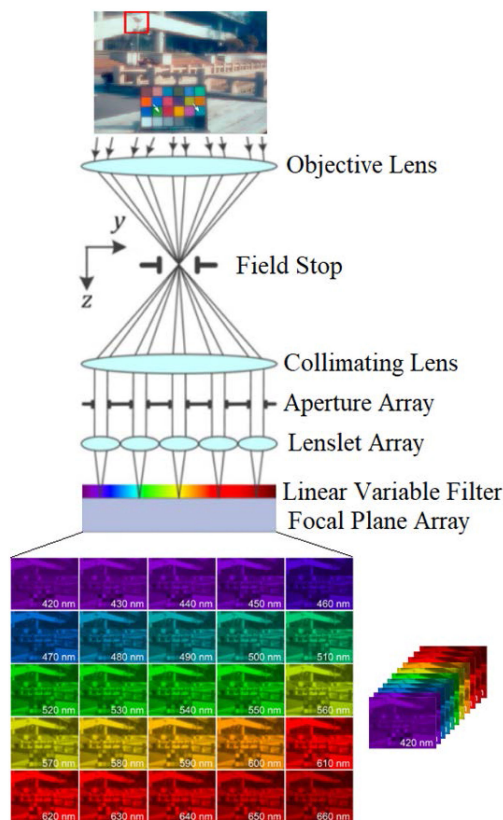 Objective Lens
y
z
Field Stop
Collimating Lens
Aperture Array
Lenslet Array
Linear Variable Filter
Focal Plane Array
420 nm
430 nm
440 nm
450 nm
460 nm
470 nm
480 nm
490 nm
500 nm
510 nm
520 nm
530 nm
540 nm
550 nm
560 nm
570 nm
580 nm
590 nm
600 nm
610 nm
620 nm
630 nm
640 nm
650 nm
660 nm
420 nm